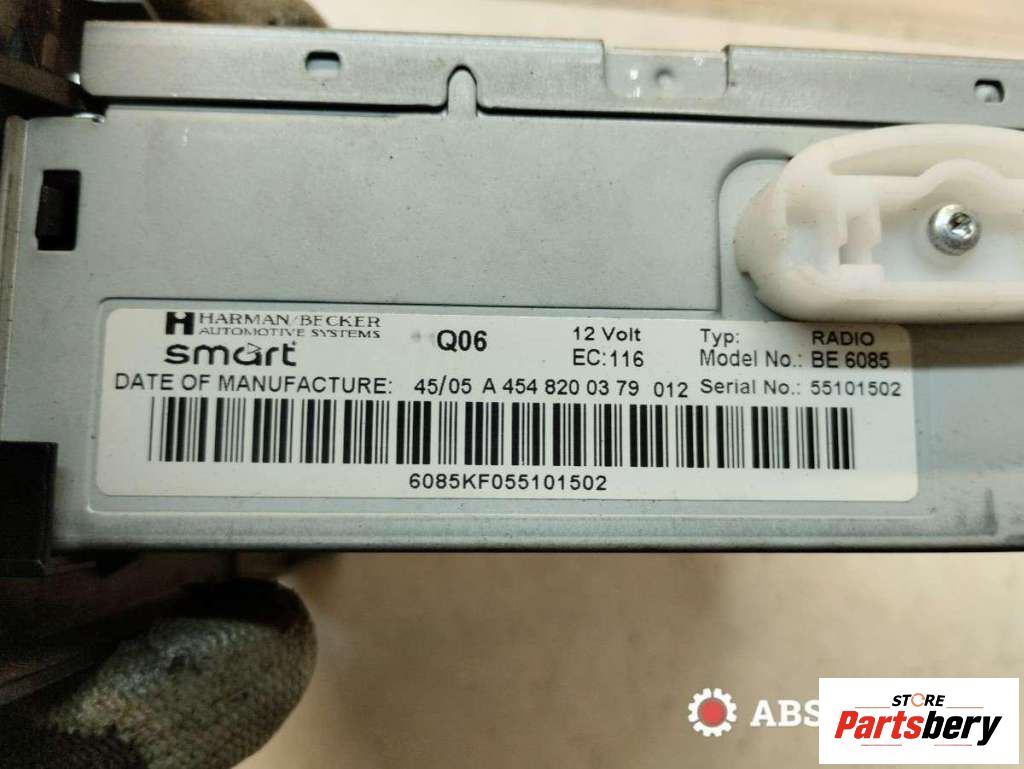 HARMAN/BECKER
AUTOMOTIVE SYSTEMS
smart
Q06
12 Volt
EC:116
Typ: RADIO
Model No.: BE 6085
DATE OF MANUFACTURE: 45/05 A 454 820 03 79 012 Serial No.: 55101502
6085KF055101502
ABS
STORE
Partsbery